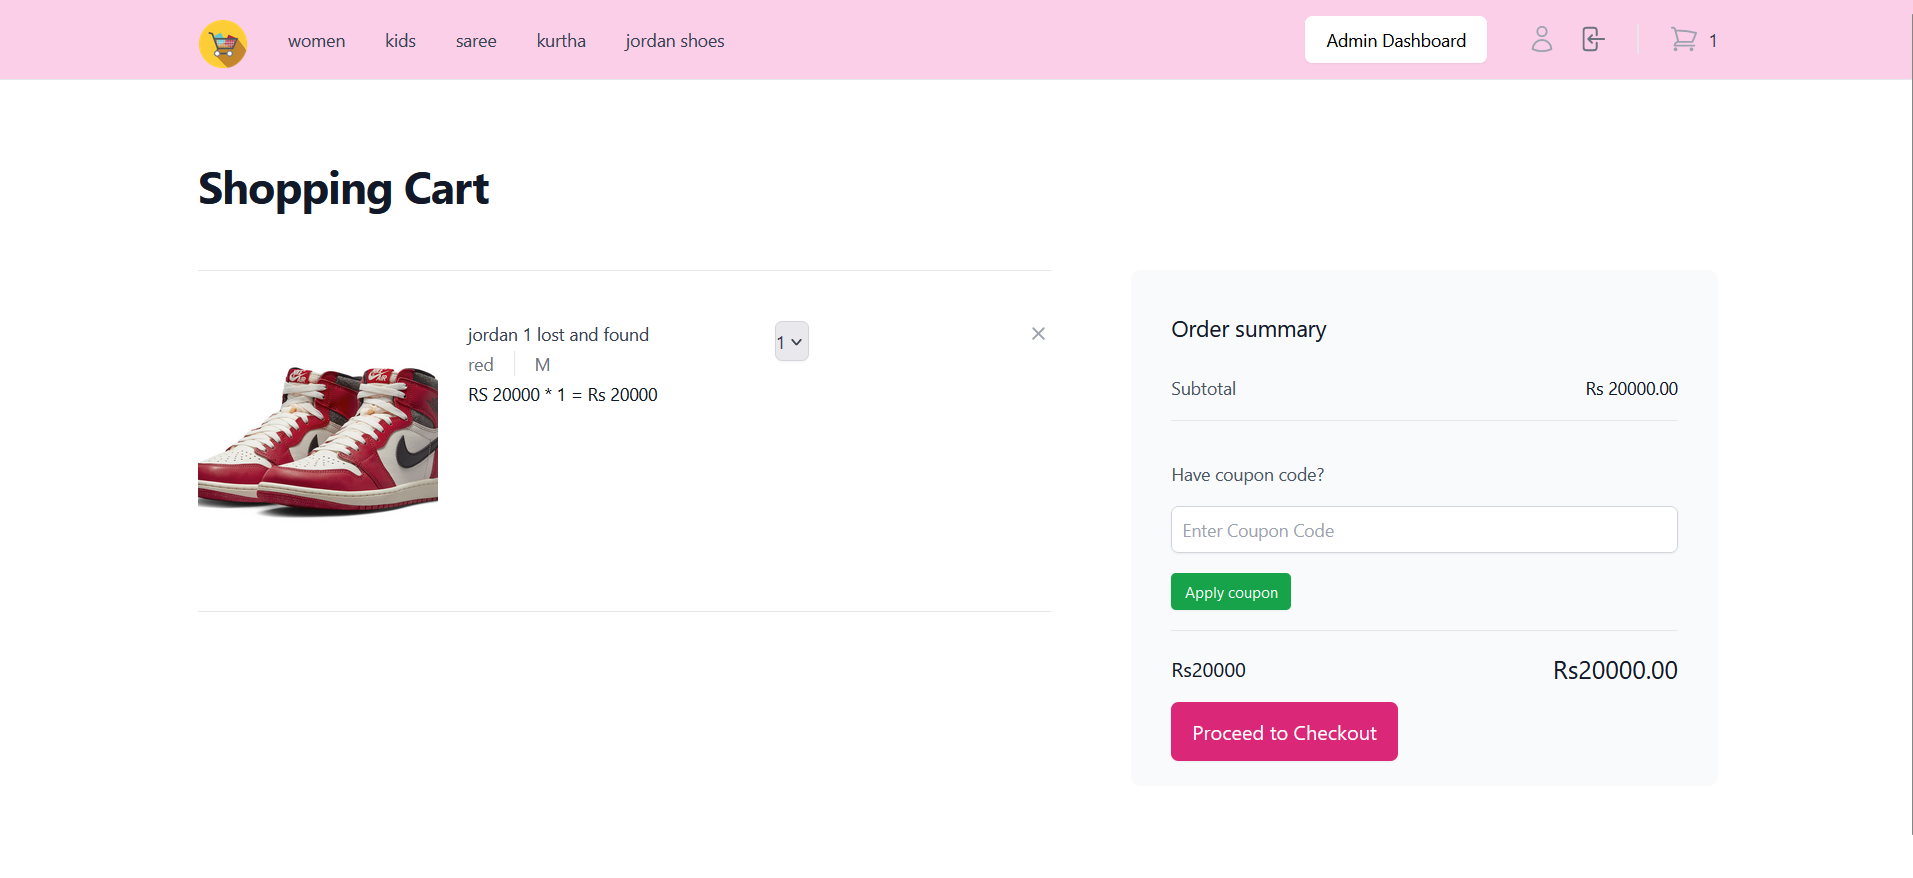 women kids saree kurtha jordan shoes Admin Dashboard 1
Shopping Cart
jordan 1 lost and found
red M
RS 20000 * 1 = Rs 20000
1
Order summary
Subtotal Rs 20000.00
Have coupon code?
Enter Coupon Code
Apply coupon
Rs20000 Rs20000.00
Proceed to Checkout